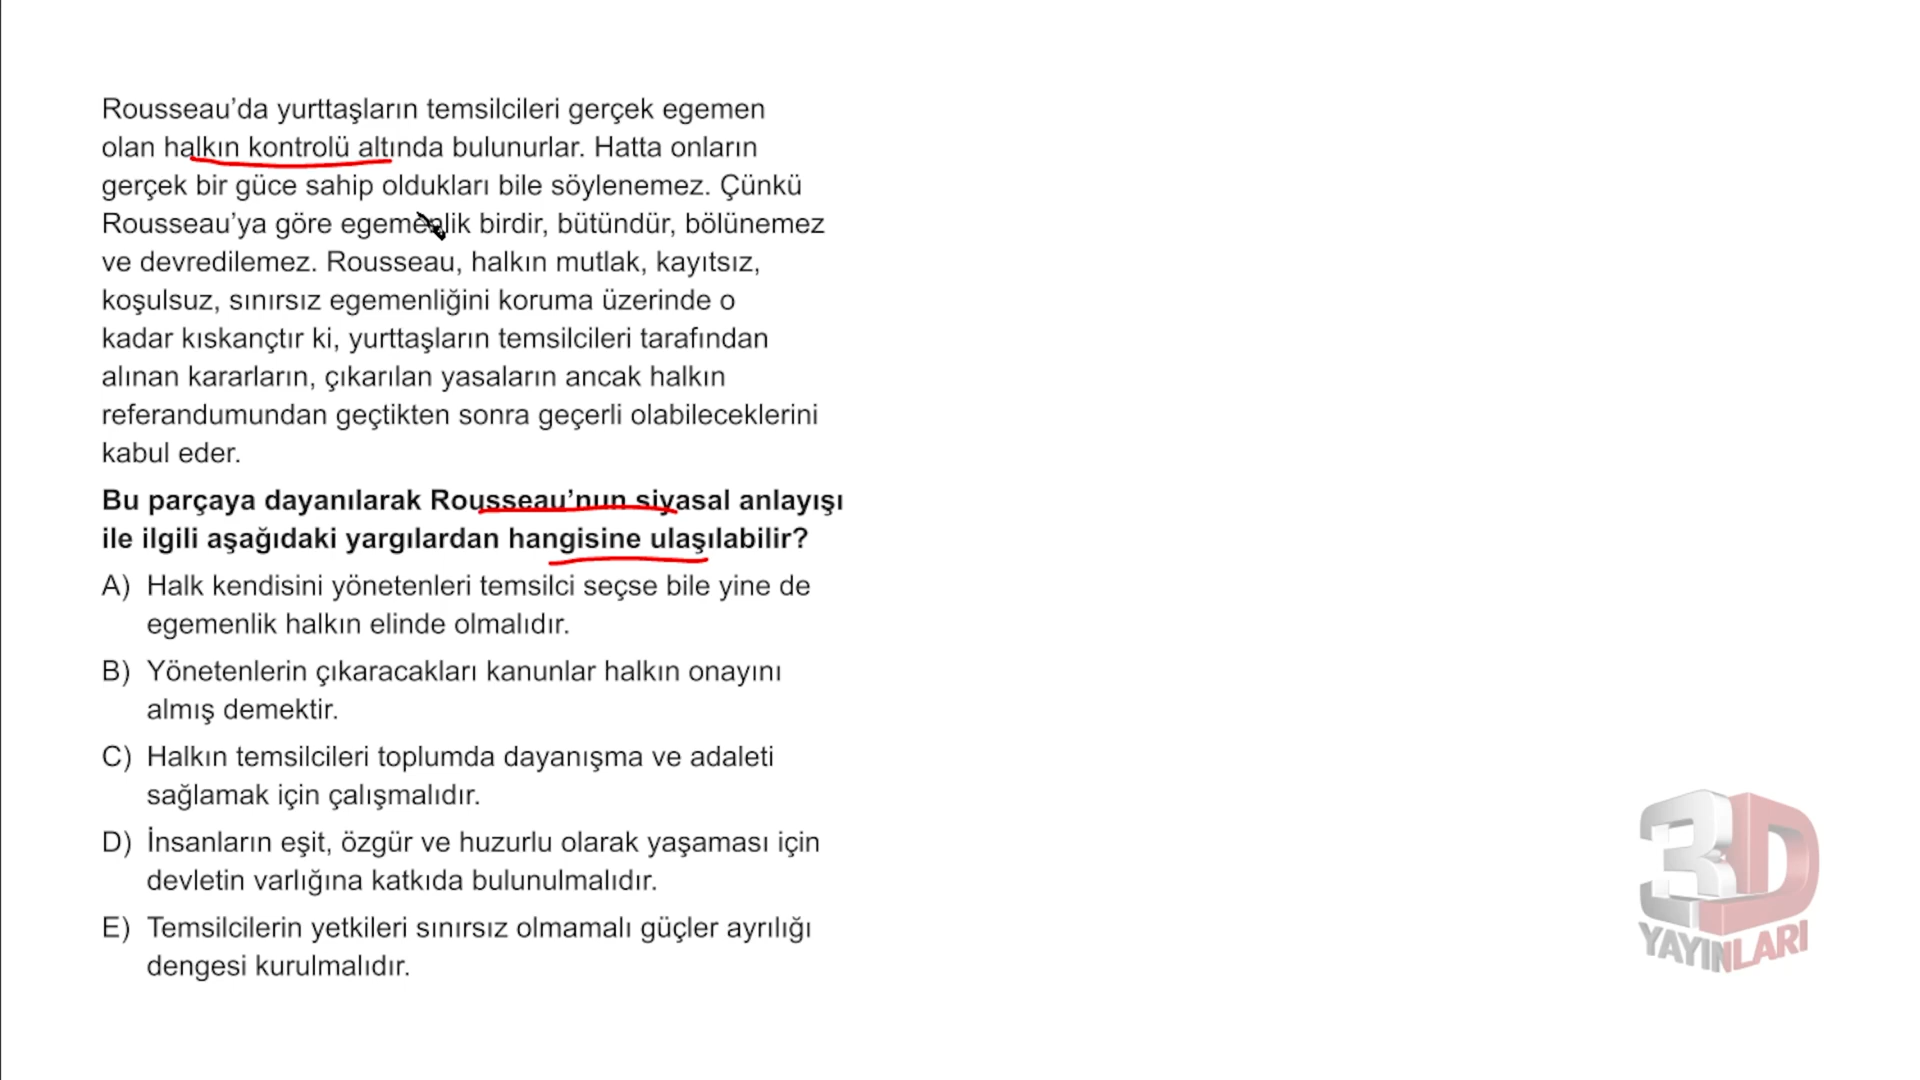 Rousseau’da yurttaşların temsilcileri gerçek egemen
olan halkın kontrolü altında bulunurlar. Hatta onların
gerçek bir güce sahip oldukları bile söylenemez. Çünkü
Rousseau’ya göre egemenlik birdir, bütündür, bölünemez
ve devredilemez. Rousseau, halkın mutlak, kayıtsız,
koşulsuz, sınırsız egemenliğini koruma üzerinde o
kadar kıskançtır ki, yurttaşların temsilcileri tarafından
alınan kararların, çıkarılan yasaların ancak halkın
referandumundan geçtikten sonra geçerli olabileceklerini
kabul eder.
Bu parçaya dayanılarak Rousseau’nun siyasal anlayışı
ile ilgili aşağıdaki yargılardan hangisine ulaşılabilir?
A) Halk kendisini yönetenleri temsilci seçse bile yine de
egemenlik halkın elinde olmalıdır.
B) Yönetenlerin çıkaracakları kanunlar halkın onayını
almış demektir.
C) Halkın temsilcileri toplumda dayanışma ve adaleti
sağlamak için çalışmalıdır.
D) İnsanların eşit, özgür ve huzurlu olarak yaşaması için
devletin varlığına katkıda bulunulmalıdır.
E) Temsilcilerin yetkileri sınırsız olmamalı güçler ayrılığı
dengesi kurulmalıdır.
3D
YAYINLARI